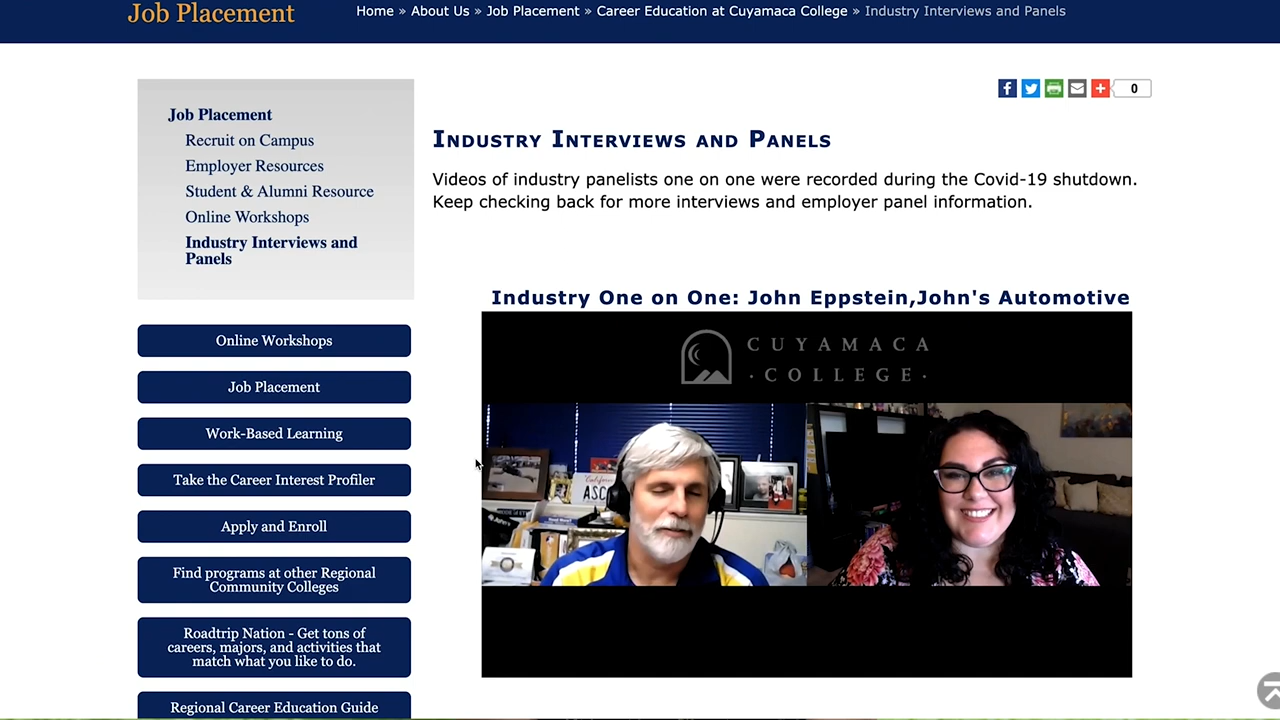 Job Placement
Home » About Us » Job Placement » Career Education at Cuyamaca College » Industry Interviews and Panels
Job Placement
Recruit on Campus
Employer Resources
Student & Alumni Resource
Online Workshops
Industry Interviews and
Panels
0
Industry Interviews and Panels
Videos of industry panelists one on one were recorded during the Covid-19 shutdown.
Keep checking back for more interviews and employer panel information.
Industry One on One: John Eppstein,John's Automotive
CUYAMACA
·COLLEGE·
ASC
Online Workshops
Job Placement
Work-Based Learning
Take the Career Interest Profiler
Apply and Enroll
Find programs at other Regional
Community Colleges
Roadtrip Nation - Get tons of
careers, majors, and activities that
match what you like to do.
Regional Career Education Guide